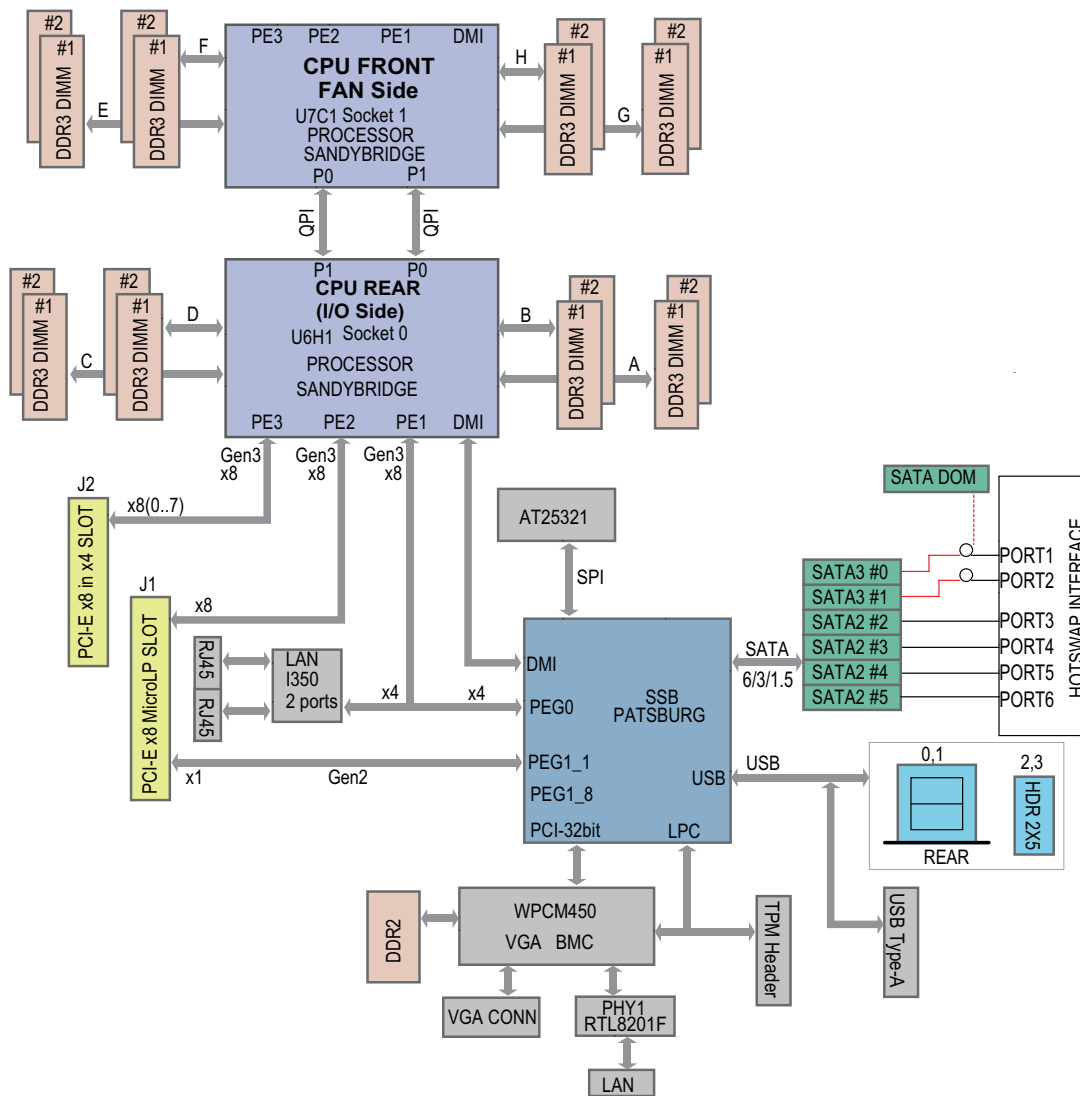 #2
#1
DDR3 DIMM
#2
#1
DDR3 DIMM
E
F
PE3 PE2 PE1 DMI
CPU FRONT
FAN Side
U7C1 Socket 1
PROCESSOR
SANDYBRIDGE
P0 P1
H
G
#2
#1
DDR3 DIMM
#2
#1
DDR3 DIMM
QPI
QPI
#2
#1
DDR3 DIMM
#2
#1
DDR3 DIMM
C
D
P1 P0
CPU REAR
(I/O Side)
U6H1 Socket 0
PROCESSOR
SANDYBRIDGE
PE3 PE2 PE1 DMI
B
A
#2
#1
DDR3 DIMM
#2
#1
DDR3 DIMM
Gen3
x8
Gen3
x8
Gen3
x8
J2
x8(0..7)
PCI-E x8 in x4 SLOT
J1
x8
PCI-E x8 MicroLP SLOT
RJ45
RJ45
LAN
I350
2 ports
x4
x4
x1
Gen2
AT25321
SPI
DMI
PEG0
SSB
PATSBURG
PEG1_1
PEG1_8
USB
PCI-32bit
LPC
SATA
6/3/1.5
SATA DOM
SATA3 #0
SATA3 #1
SATA2 #2
SATA2 #3
SATA2 #4
SATA2 #5
PORT1
PORT2
PORT3
PORT4
PORT5
PORT6
HOTSWAP INTERFACE
USB
0,1
REAR
2,3
HDR 2X5
USB Type-A
DDR2
WPCM450
VGA BMC
TPM Header
VGA CONN
PHY1
RTL8201F
LAN